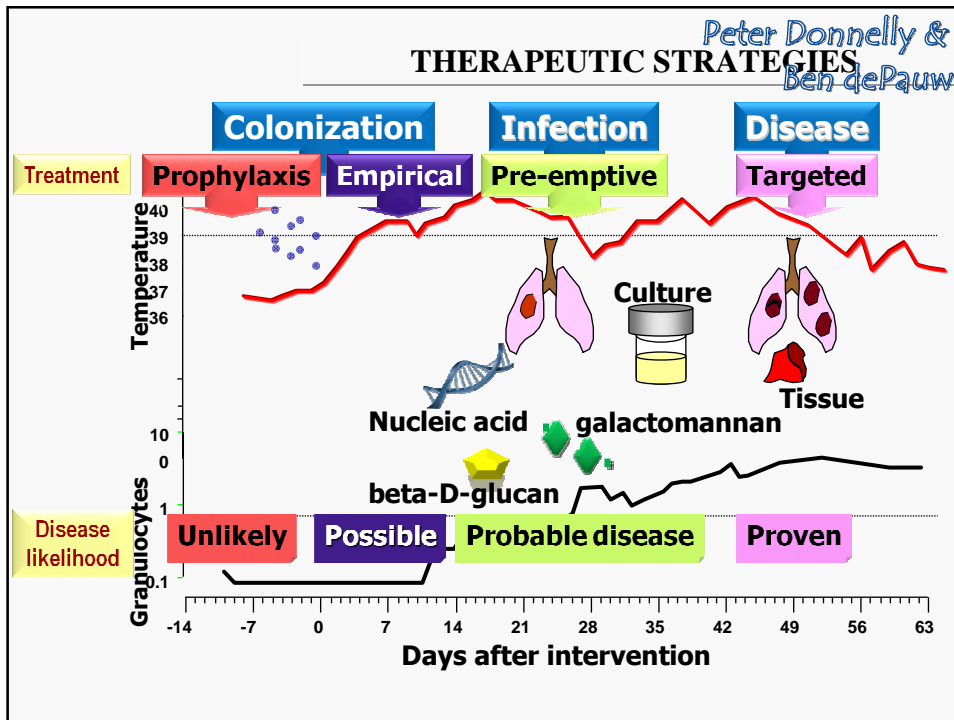 Peter Donnelly &
THERAPEUTIC STRATEGIES
Ben dePauw
Colonization Infection Disease
Treatment Prophylaxis Empirical Pre-emptive Targeted
Temperature
40
39
38
37
36
Culture
Tissue
Nucleic acid galactomannan
beta-D-glucan
Granulocytes
10
0
1
0.1
Disease
likelihood
Unlikely Possible Probable disease Proven
-14 -7 0 7 14 21 28 35 42 49 56 63
Days after intervention